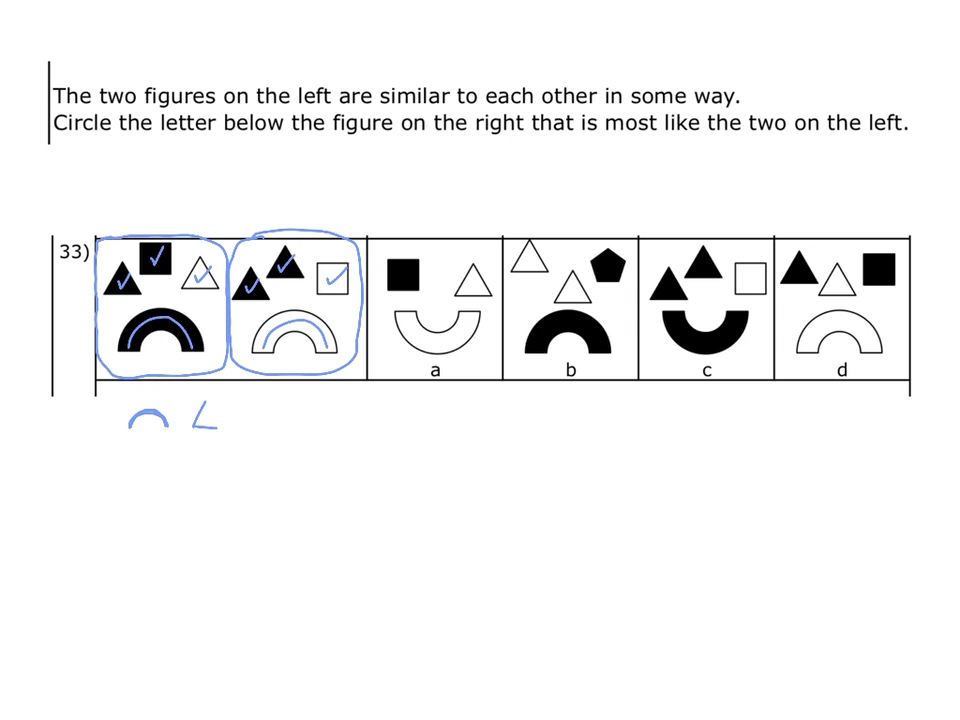 The two figures on the left are similar to each other in some way.
Circle the letter below the figure on the right that is most like the two on the left.
33)
a b c d